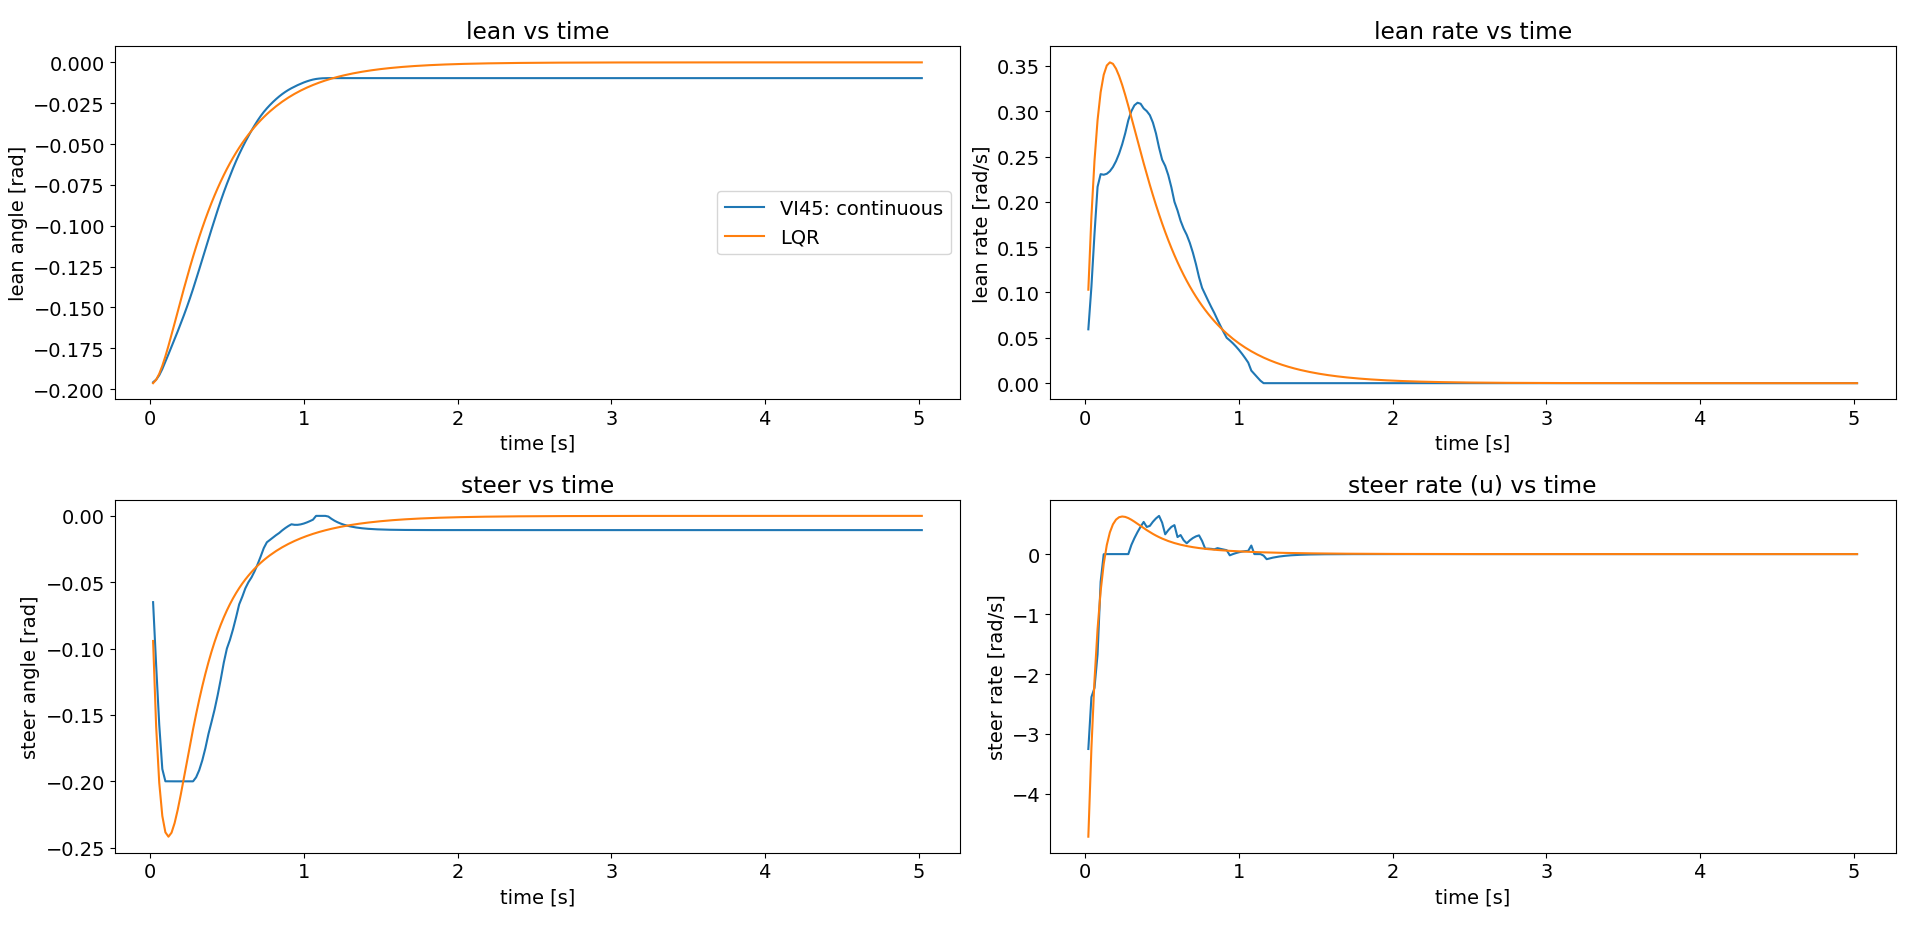 lean vs time
0.000
−0.025
−0.050
−0.075
−0.100
−0.125
−0.150
−0.175
−0.200
lean angle [rad]
VI45: continuous
LQR
0 1 2 3 4 5
time [s]
lean rate vs time
0.35
0.30
0.25
0.20
0.15
0.10
0.05
0.00
lean rate [rad/s]
0 1 2 3 4 5
time [s]
steer vs time
0.00
−0.05
−0.10
−0.15
−0.20
−0.25
steer angle [rad]
0 1 2 3 4 5
time [s]
steer rate (u) vs time
0
−1
−2
−3
−4
steer rate [rad/s]
0 1 2 3 4 5
time [s]